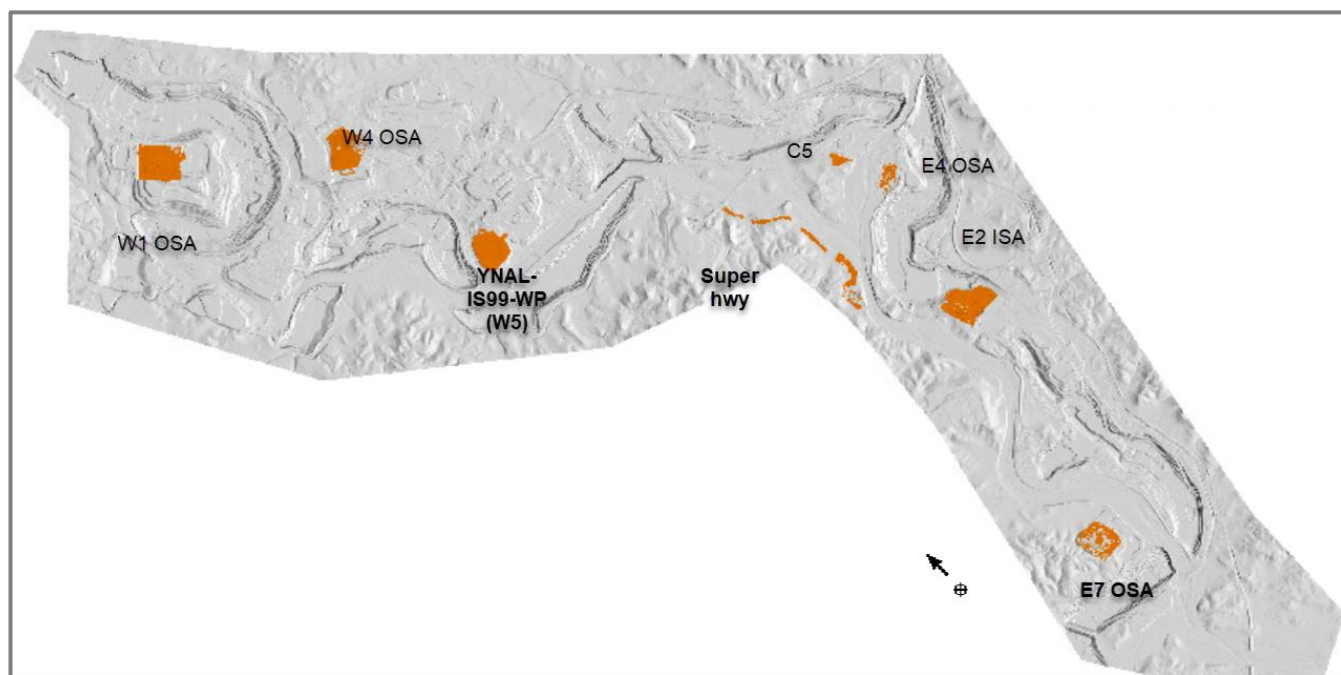 W4 OSA
C5
E4 OSA
W1 OSA
E2 ISA
YNAL-
IS99-WP
(W5)
Super
hwy
E7 OSA